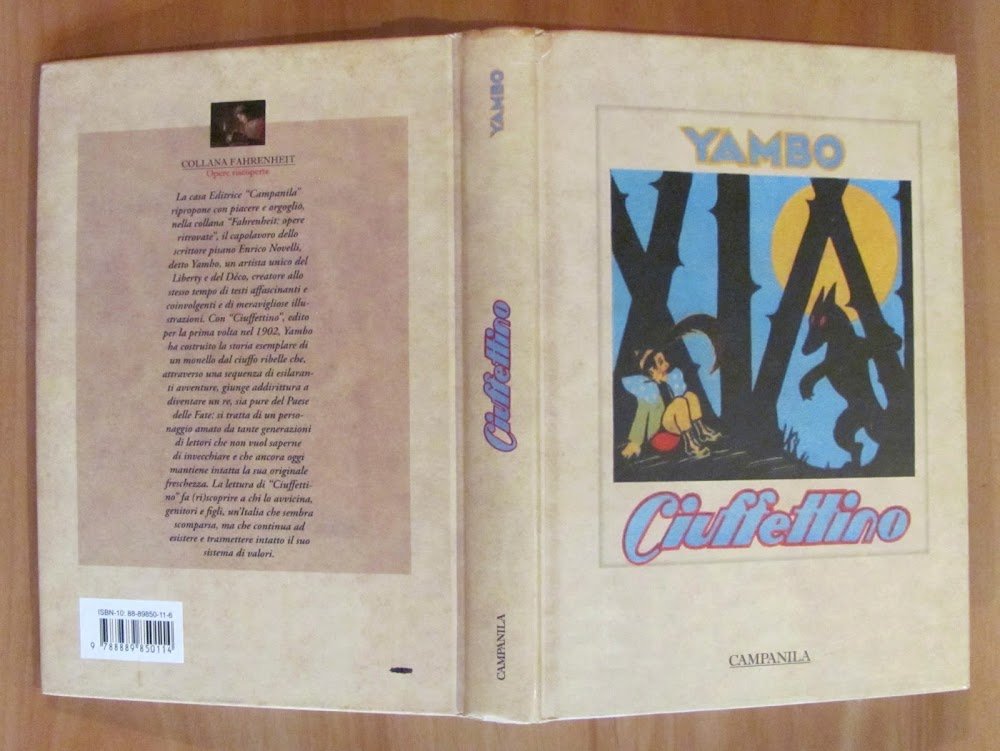 COLLANA FAHRENHEIT
Opere riscoperte
La casa Editrice "Campanila"
ripropone con piacere e orgoglio,
nella collana "Fahrenheit: opere
ritrovate", il capolavoro dello
scrittore pisano Enrico Novelli,
detto Yambo, un artista unico del
Liberty e del Déco, creatore allo
stesso tempo di testi affascinanti e
coinvolgenti e di meravigliose illu-
strazioni. Con "Ciuffettino", edito
per la prima volta nel 1902, Yambo
ha costruito la storia esemplare di
un monello dal ciuffo ribelle che,
attraverso una sequenza di esilaran-
ti avventure, giunge addirittura a
diventare un re, sia pure del Paese
delle Fate: si tratta di un perso-
naggio amato da tante generazioni
di lettori che non vuol saperne
di invecchiare e che ancora oggi
mantiene intatta la sua originale
freschezza. La lettura di "Ciuffetti-
no" fa (ri)scoprire a chi lo avvicina,
genitori e figli, un'Italia che sembra
scomparsa, ma che continua ad
esistere e trasmettere intatto il suo
sistema di valori.
ISBN-10: 88-89850-11-6
9 788889 850114
YAMBO
Ciuffettino
CAMPANILA
YAMBO
Ciuffettino
CAMPANILA